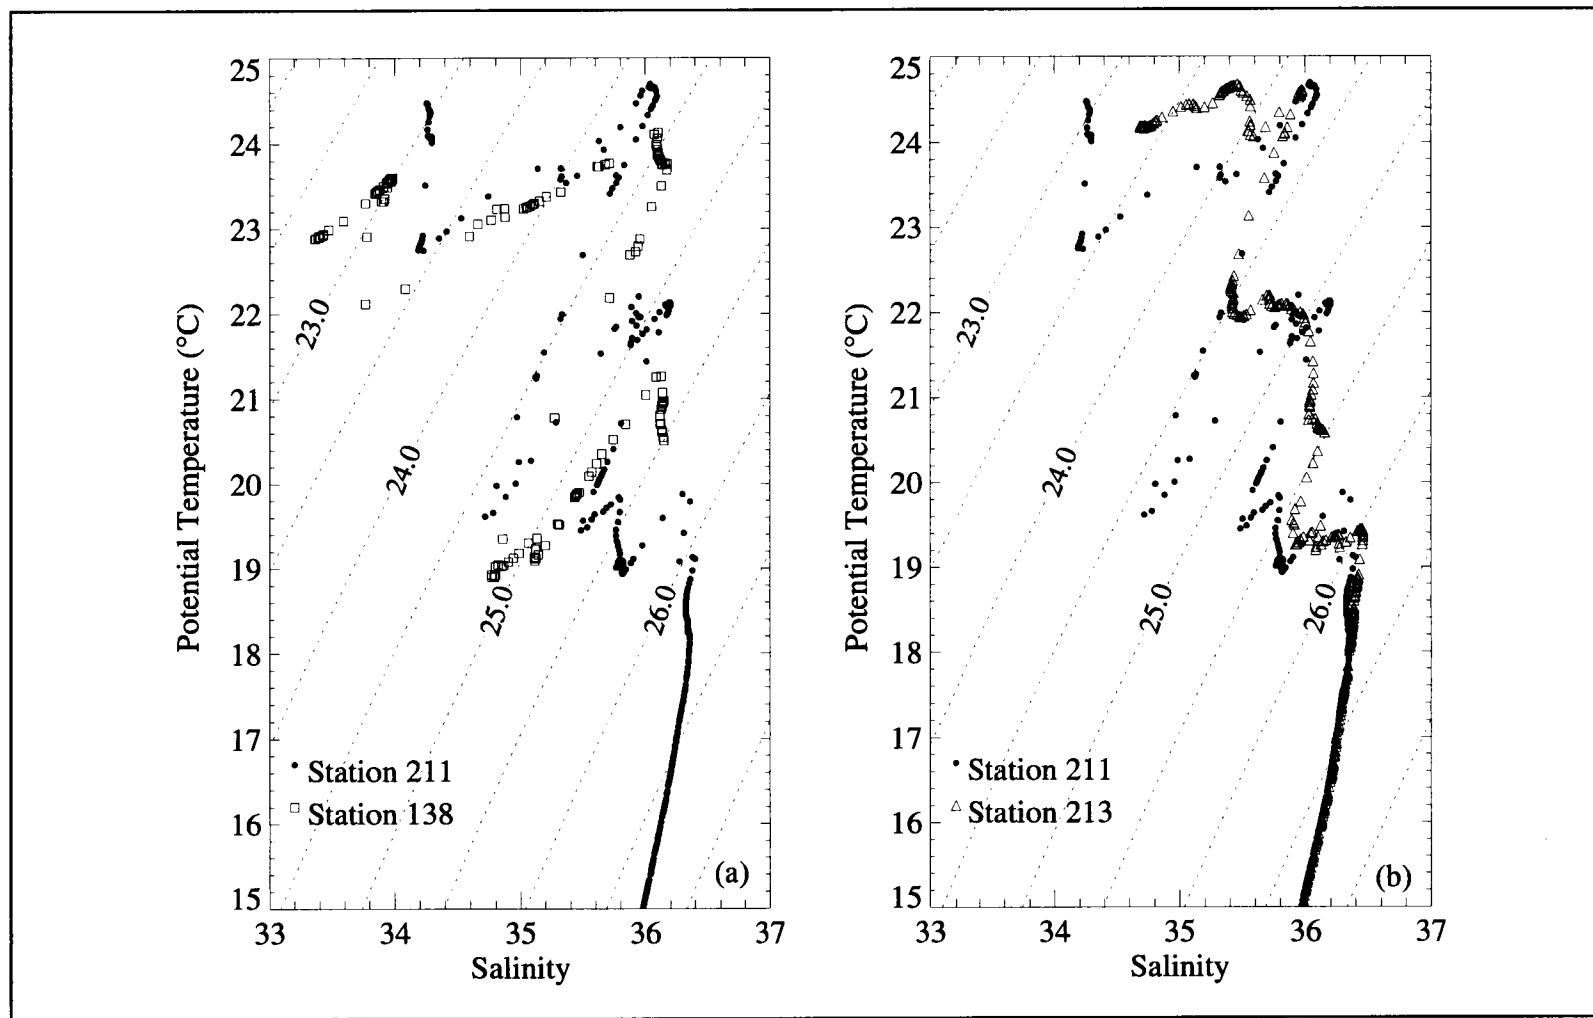 25
24
23
22
21
20
19
18
17
16
15
Potential Temperature (°C)
23.0
24.0
25.0
26.0
Station 211
Station 138
(a)
33 34 35 36 37
Salinity
25
24
23
22
21
20
19
18
17
16
15
Potential Temperature (°C)
23.0
24.0
25.0
26.0
Station 211
Station 213
(b)
33 34 35 36 37
Salinity